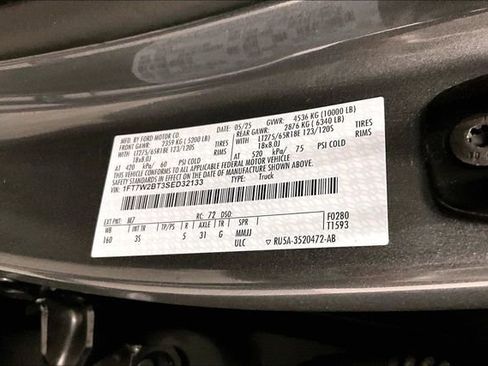 MFD. BY FORD MOTOR CO.
DATE: 05/25 GVWR: 4536 KG (10000 LB)
FRONT GAWR: 2359 KG (5200 LB) REAR GAWR: 2876 KG (6340 LB)
LT275/65R18E 123/120S TIRES LT275/65R18E 123/120S TIRES
18x8.0J RIMS 18x8.0J RIMS
AT 420 kPa/ 60 PSI COLD AT 520 kPa/ 75 PSI COLD
THIS VEHICLE CONFORMS TO ALL APPLICABLE FEDERAL MOTOR VEHICLE
SAFETY STANDARDS IN EFFECT ON THE DATE OF MANUFACTURE SHOWN ABOVE.
VIN: 1FT7W2BT3SED32133 TYPE: Truck
EXT PNT: M7 RC: 72 DSO: F0280
WB INT TR TP/PS R AXLE TR SPR T1593
160 3S 5 31 G MMJJ
ULC ▽ RU5A-3520472-AB